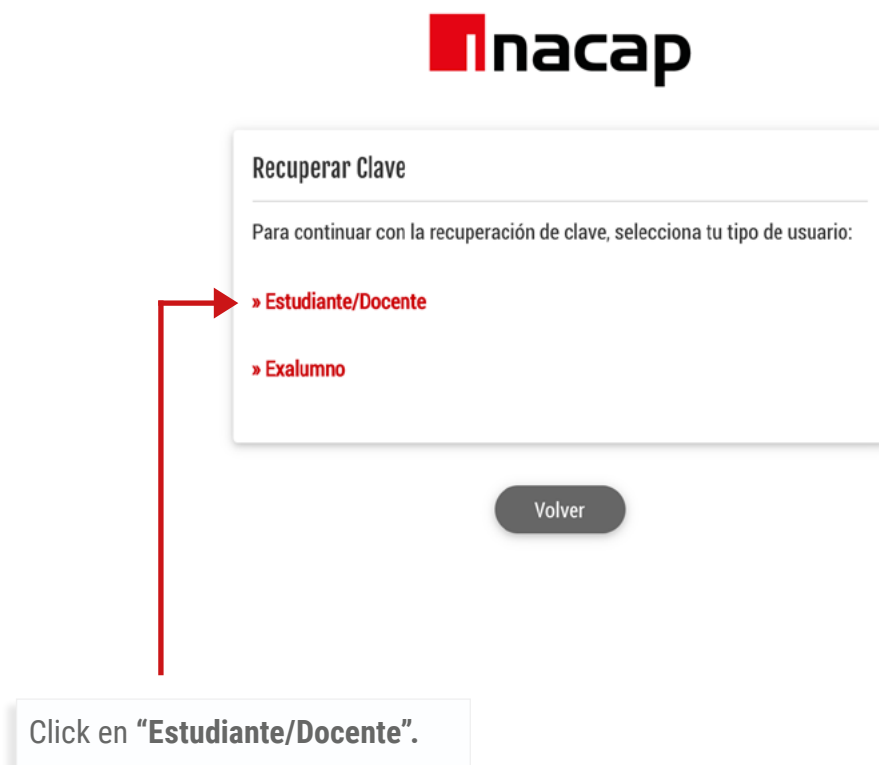 inacap
Recuperar Clave
Para continuar con la recuperación de clave, selecciona tu tipo de usuario:
» Estudiante/Docente
» Exalumno
Volver
Click en “Estudiante/Docente”.